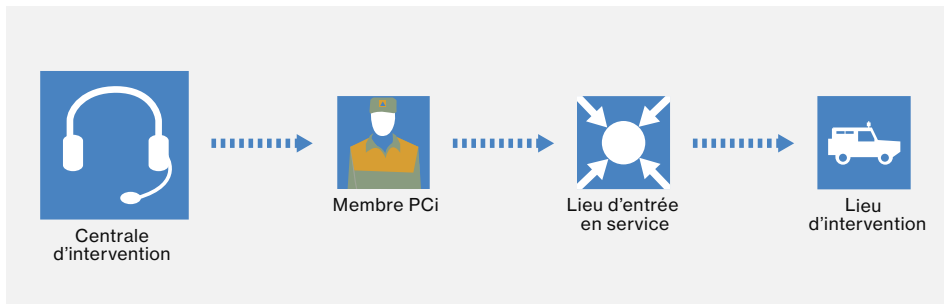 Centrale
d’intervention
Membre PCi
Lieu d’entrée
en service
Lieu
d’intervention